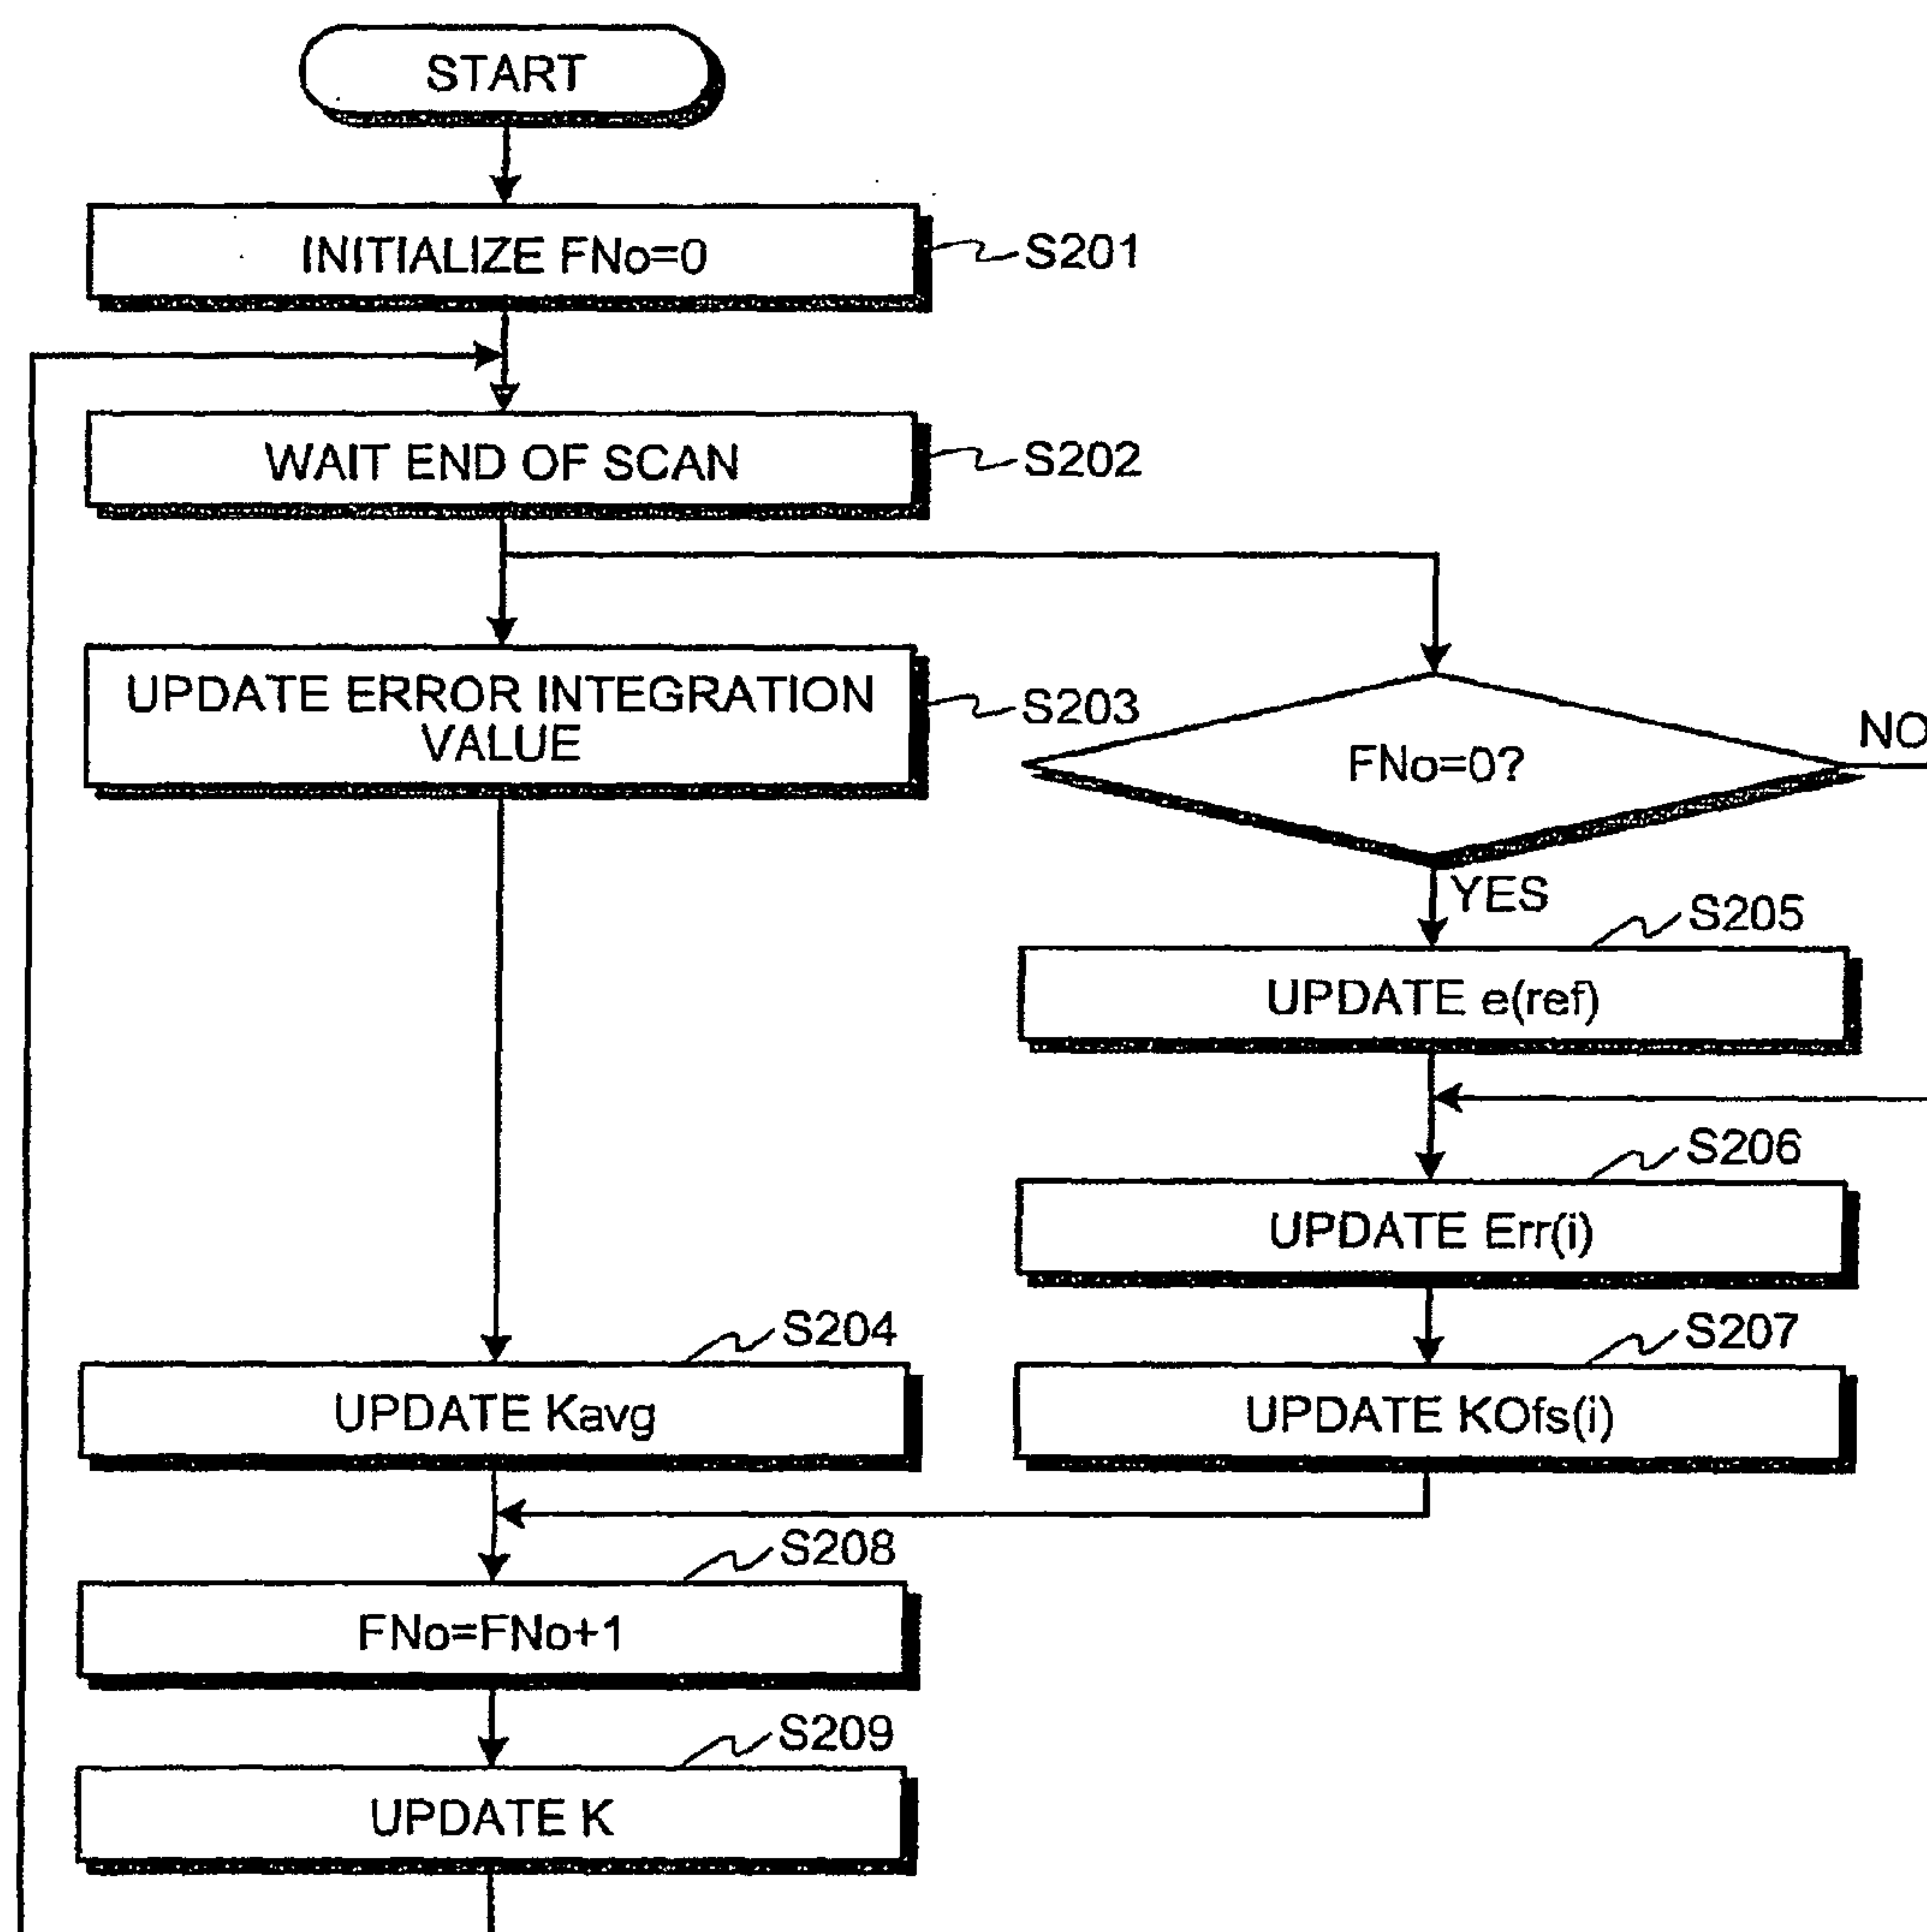 START
INITIALIZE FNo=0
S201
WAIT END OF SCAN
S202
UPDATE ERROR INTEGRATION
VALUE
S203
FNo=0?
NO
YES
S205
UPDATE e(ref)
S206
UPDATE Err(i)
S204
UPDATE Kavg
S207
UPDATE KOfs(i)
S208
FNo=FNo+1
S209
UPDATE K